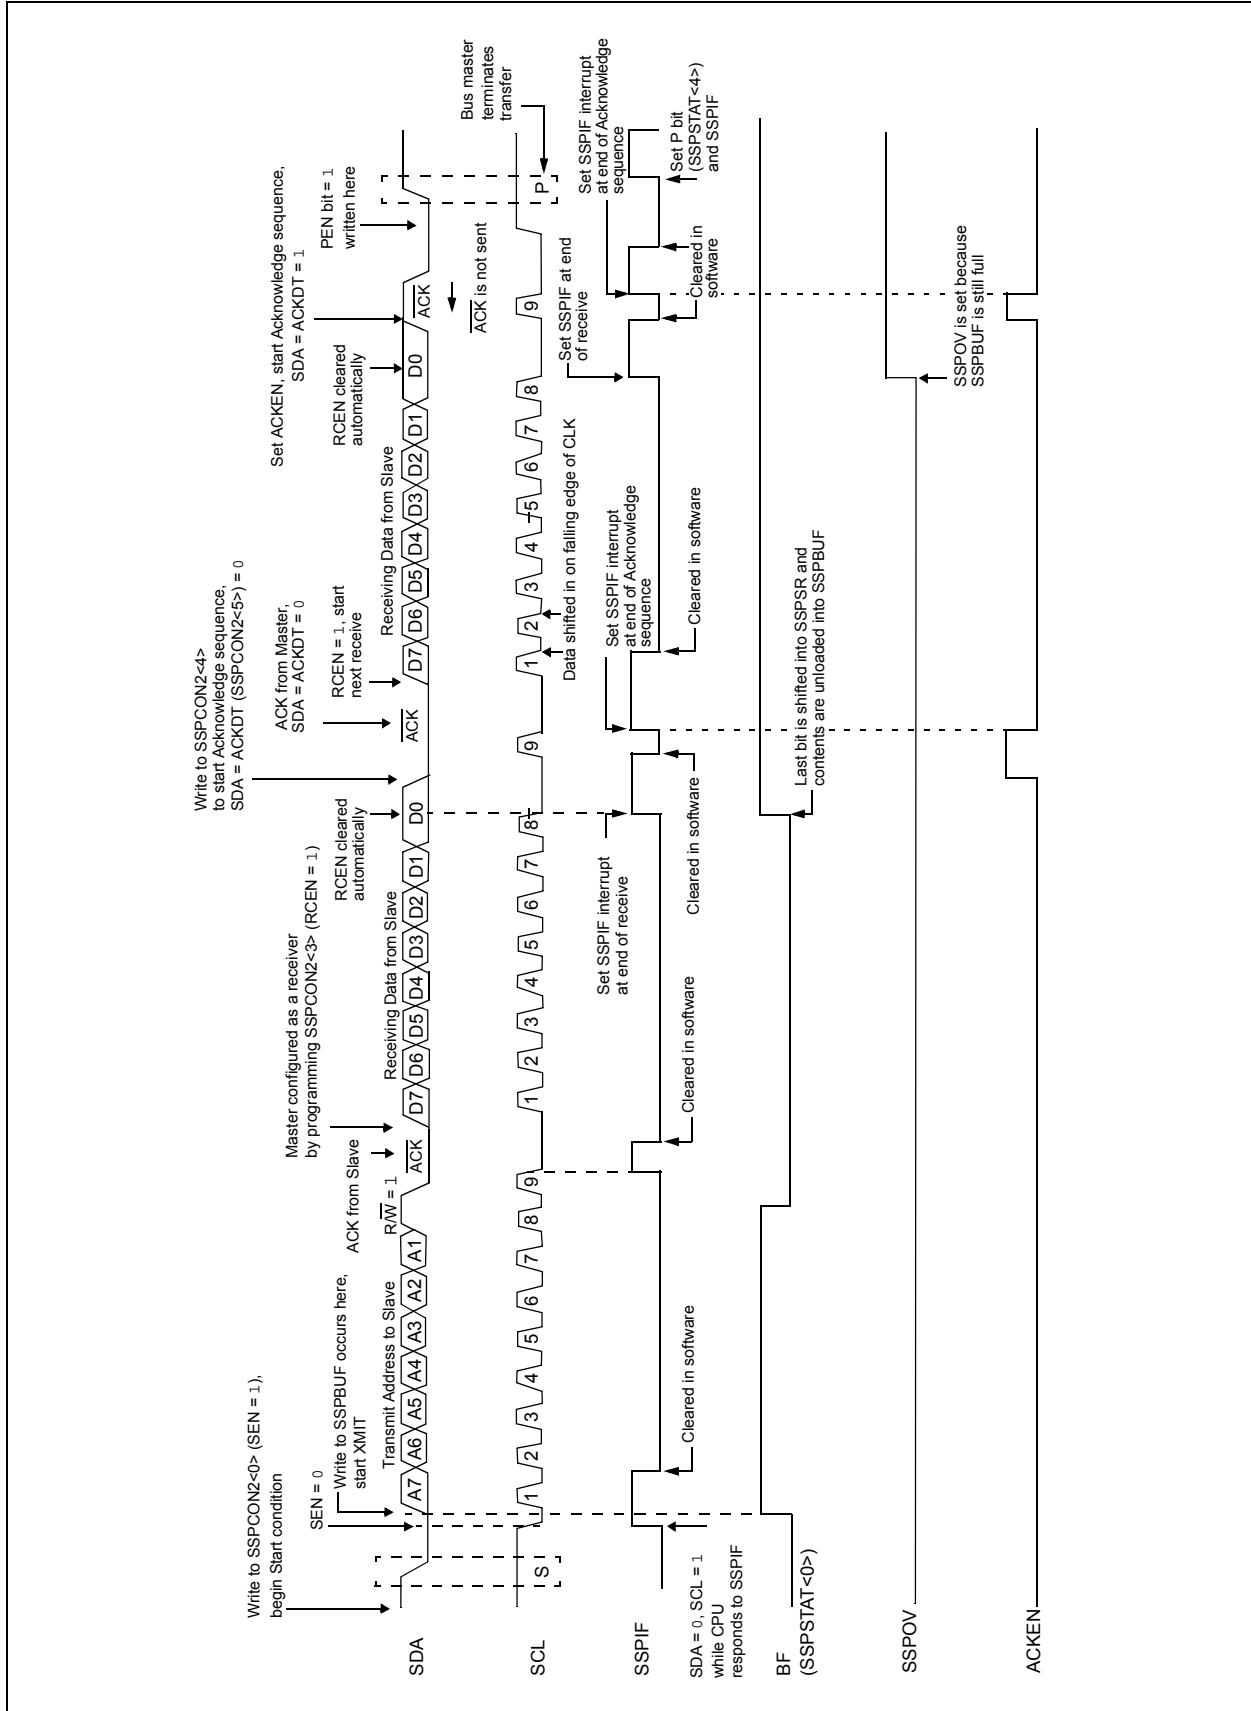 Write to SSPCON2<0> (SEN = 1),
begin Start condition
SEN = 0
Write to SSPBUF occurs here,
start XMIT
Transmit Address to Slave
ACK from Slave
R/W = 1
Master configured as a receiver
by programming SSPCON2<3> (RCEN = 1)
Receiving Data from Slave
RCEN cleared
automatically
Write to SSPCON2<4>
to start Acknowledge sequence,
SDA = ACKDT (SSPCON2<5>) = 0
ACK from Master,
SDA = ACKDT = 0
RCEN = 1, start
next receive
Receiving Data from Slave
RCEN cleared
automatically
Set ACKEN, start Acknowledge sequence,
SDA = ACKDT = 1
PEN bit = 1
written here
SDA
A7 A6 A5 A4 A3 A2 A1
ACK
D7 D6 D5 D4 D3 D2 D1 D0
ACK
D7 D6 D5 D4 D3 D2 D1 D0
ACK
ACK is not sent
Bus master
terminates
transfer
SCL
S
1 2 3 4 5 6 7 8 9
1 2 3 4 5 6 7 8
9
1 2 3 4 5 6 7 8
9
P
Data shifted in on falling edge of CLK
Set SSPIF interrupt
at end of receive
Set SSPIF interrupt
at end of Acknowledge
sequence
Set SSPIF at end
of receive
Set SSPIF interrupt
at end of Acknowledge
sequence
SSPIF
SDA = 0, SCL = 1
while CPU
responds to SSPIF
Cleared in software
Cleared in software
Cleared in software
Cleared in software
Cleared in
software
Set P bit
(SSPSTAT<4>)
and SSPIF
BF
(SSPSTAT<0>)
Last bit is shifted into SSPSR and
contents are unloaded into SSPBUF
SSPOV
SSPOV is set because
SSPBUF is still full
ACKEN